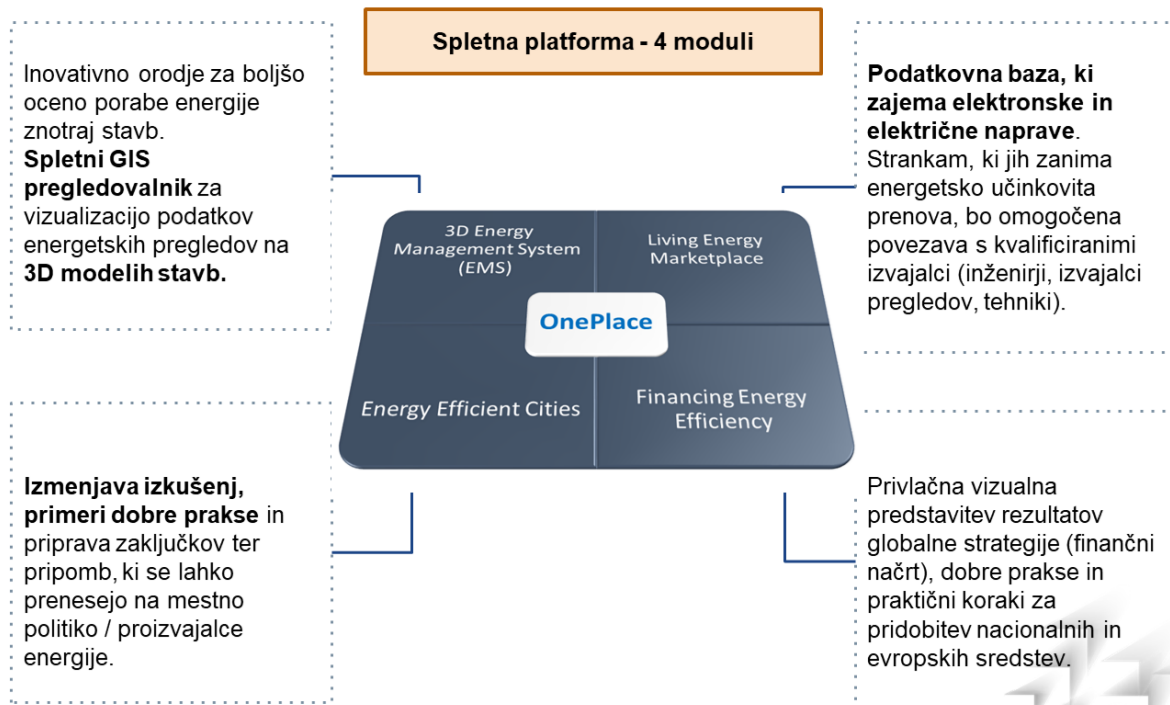 Spletna platforma - 4 moduli
Inovativno orodje za boljšo
oceno porabe energije
znotraj stavb.
Spletni GIS
pregledovalnik za
vizualizacijo podatkov
energetskih pregledov na
3D modelih stavb.
Podatkovna baza, ki
zajema elektronske in
električne naprave.
Strankam, ki jih zanima
energetsko učinkovita
prenova, bo omogočena
povezava s kvalificiranimi
izvajalci (inženirji, izvajalci
pregledov, tehniki).
3D Energy
Management System
(EMS)
Living Energy
Marketplace
OnePlace
Energy Efficient Cities
Financing Energy
Efficiency
Izmenjava izkušenj,
primeri dobre prakse in
priprava zaključkov ter
pripomb, ki se lahko
prenesejo na mestno
politiko / proizvajalce
energije.
Privlačna vizualna
predstavitev rezultatov
globalne strategije (finančni
načrt), dobre prakse in
praktični koraki za
pridobitev nacionalnih in
evropskih sredstev.